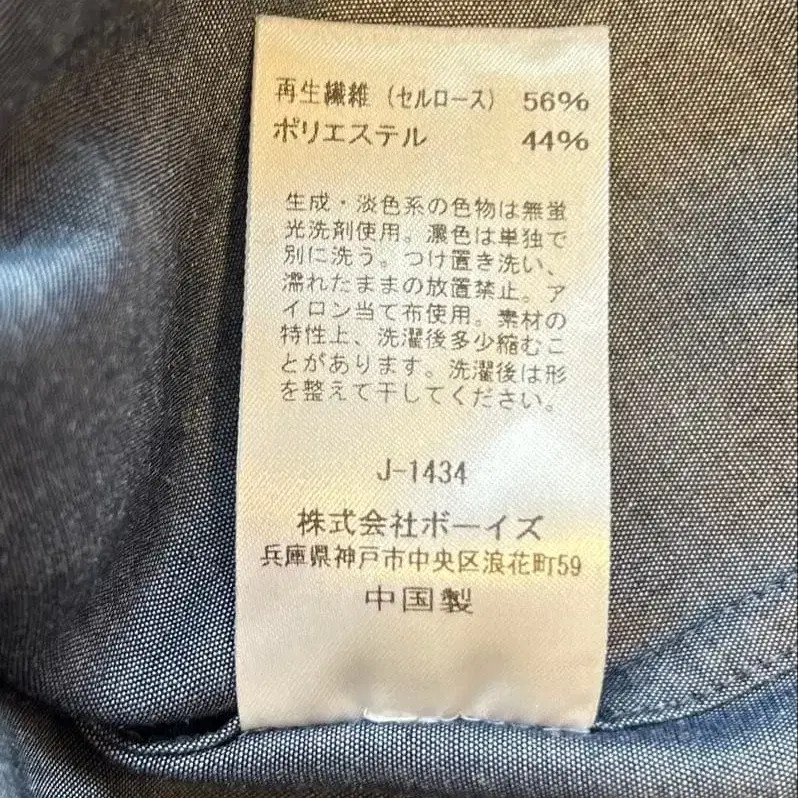 再生繊維（セルロース） 56%
ポリエステル 44%
生成・淡色系の色物は無蛍
光洗剤使用。濃色は単独で
別に洗う。つけ置き洗い、
濡れたままの放置禁止。ア
イロン当て布使用。素材の
特性上、洗濯後多少縮むこ
とがあります。洗濯後は形
を整えて干してください。
J-1434
株式会社ボーイズ
兵庫県神戸市中央区浪花町59
中国製